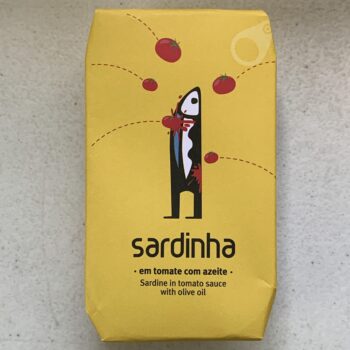 sardinha
• em tomate com azeite •
Sardine in tomato sauce
with olive oil